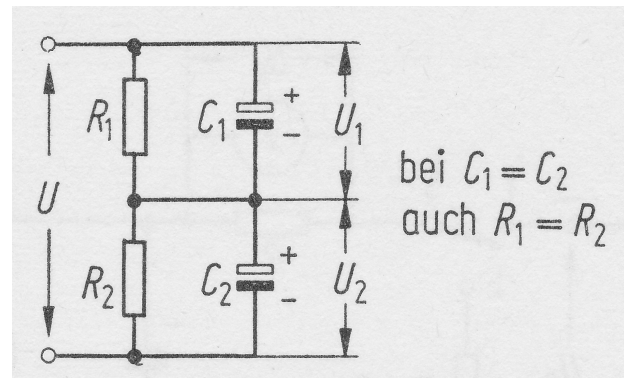 U
R₁
C₁
+
−
U₁
R₂
C₂
+
−
U₂
bei C₁ = C₂
auch R₁ = R₂